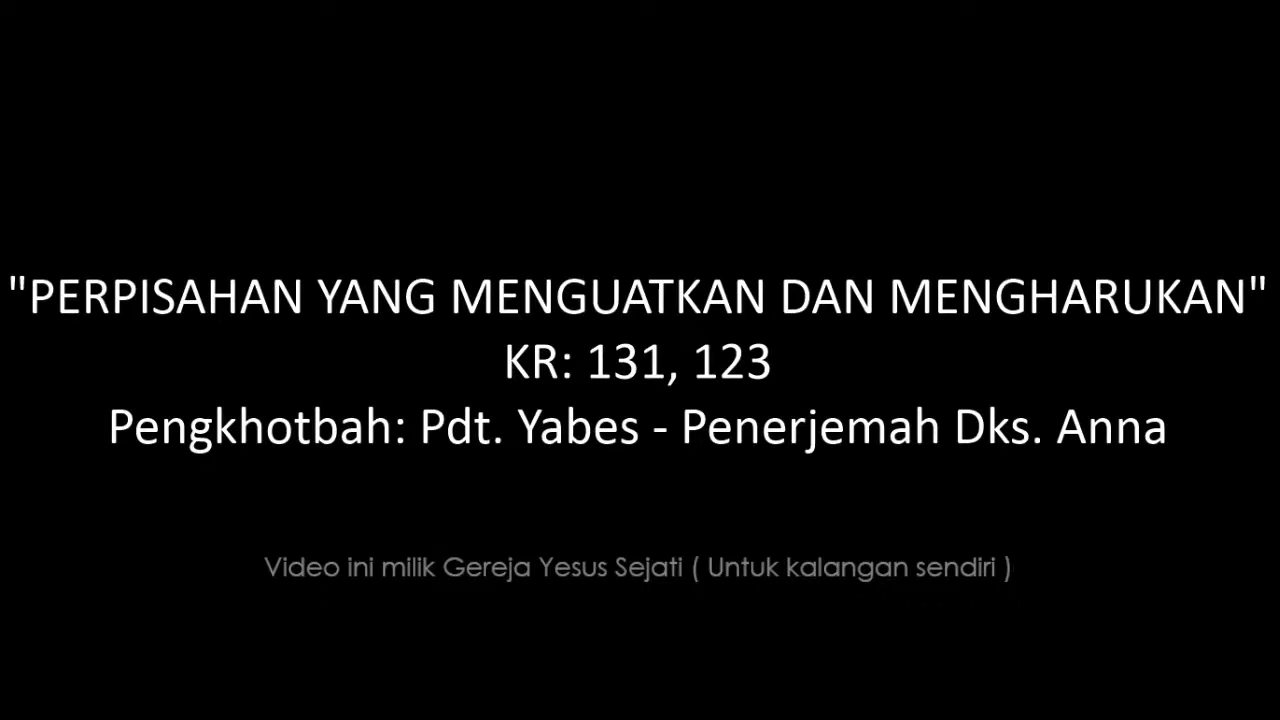 "PERPISAHAN YANG MENGUATKAN DAN MENGHARUKAN"
KR: 131, 123
Pengkhotbah: Pdt. Yabes - Penerjemah Dks. Anna
Video ini milik Gereja Yesus Sejati ( Untuk kalangan sendiri )